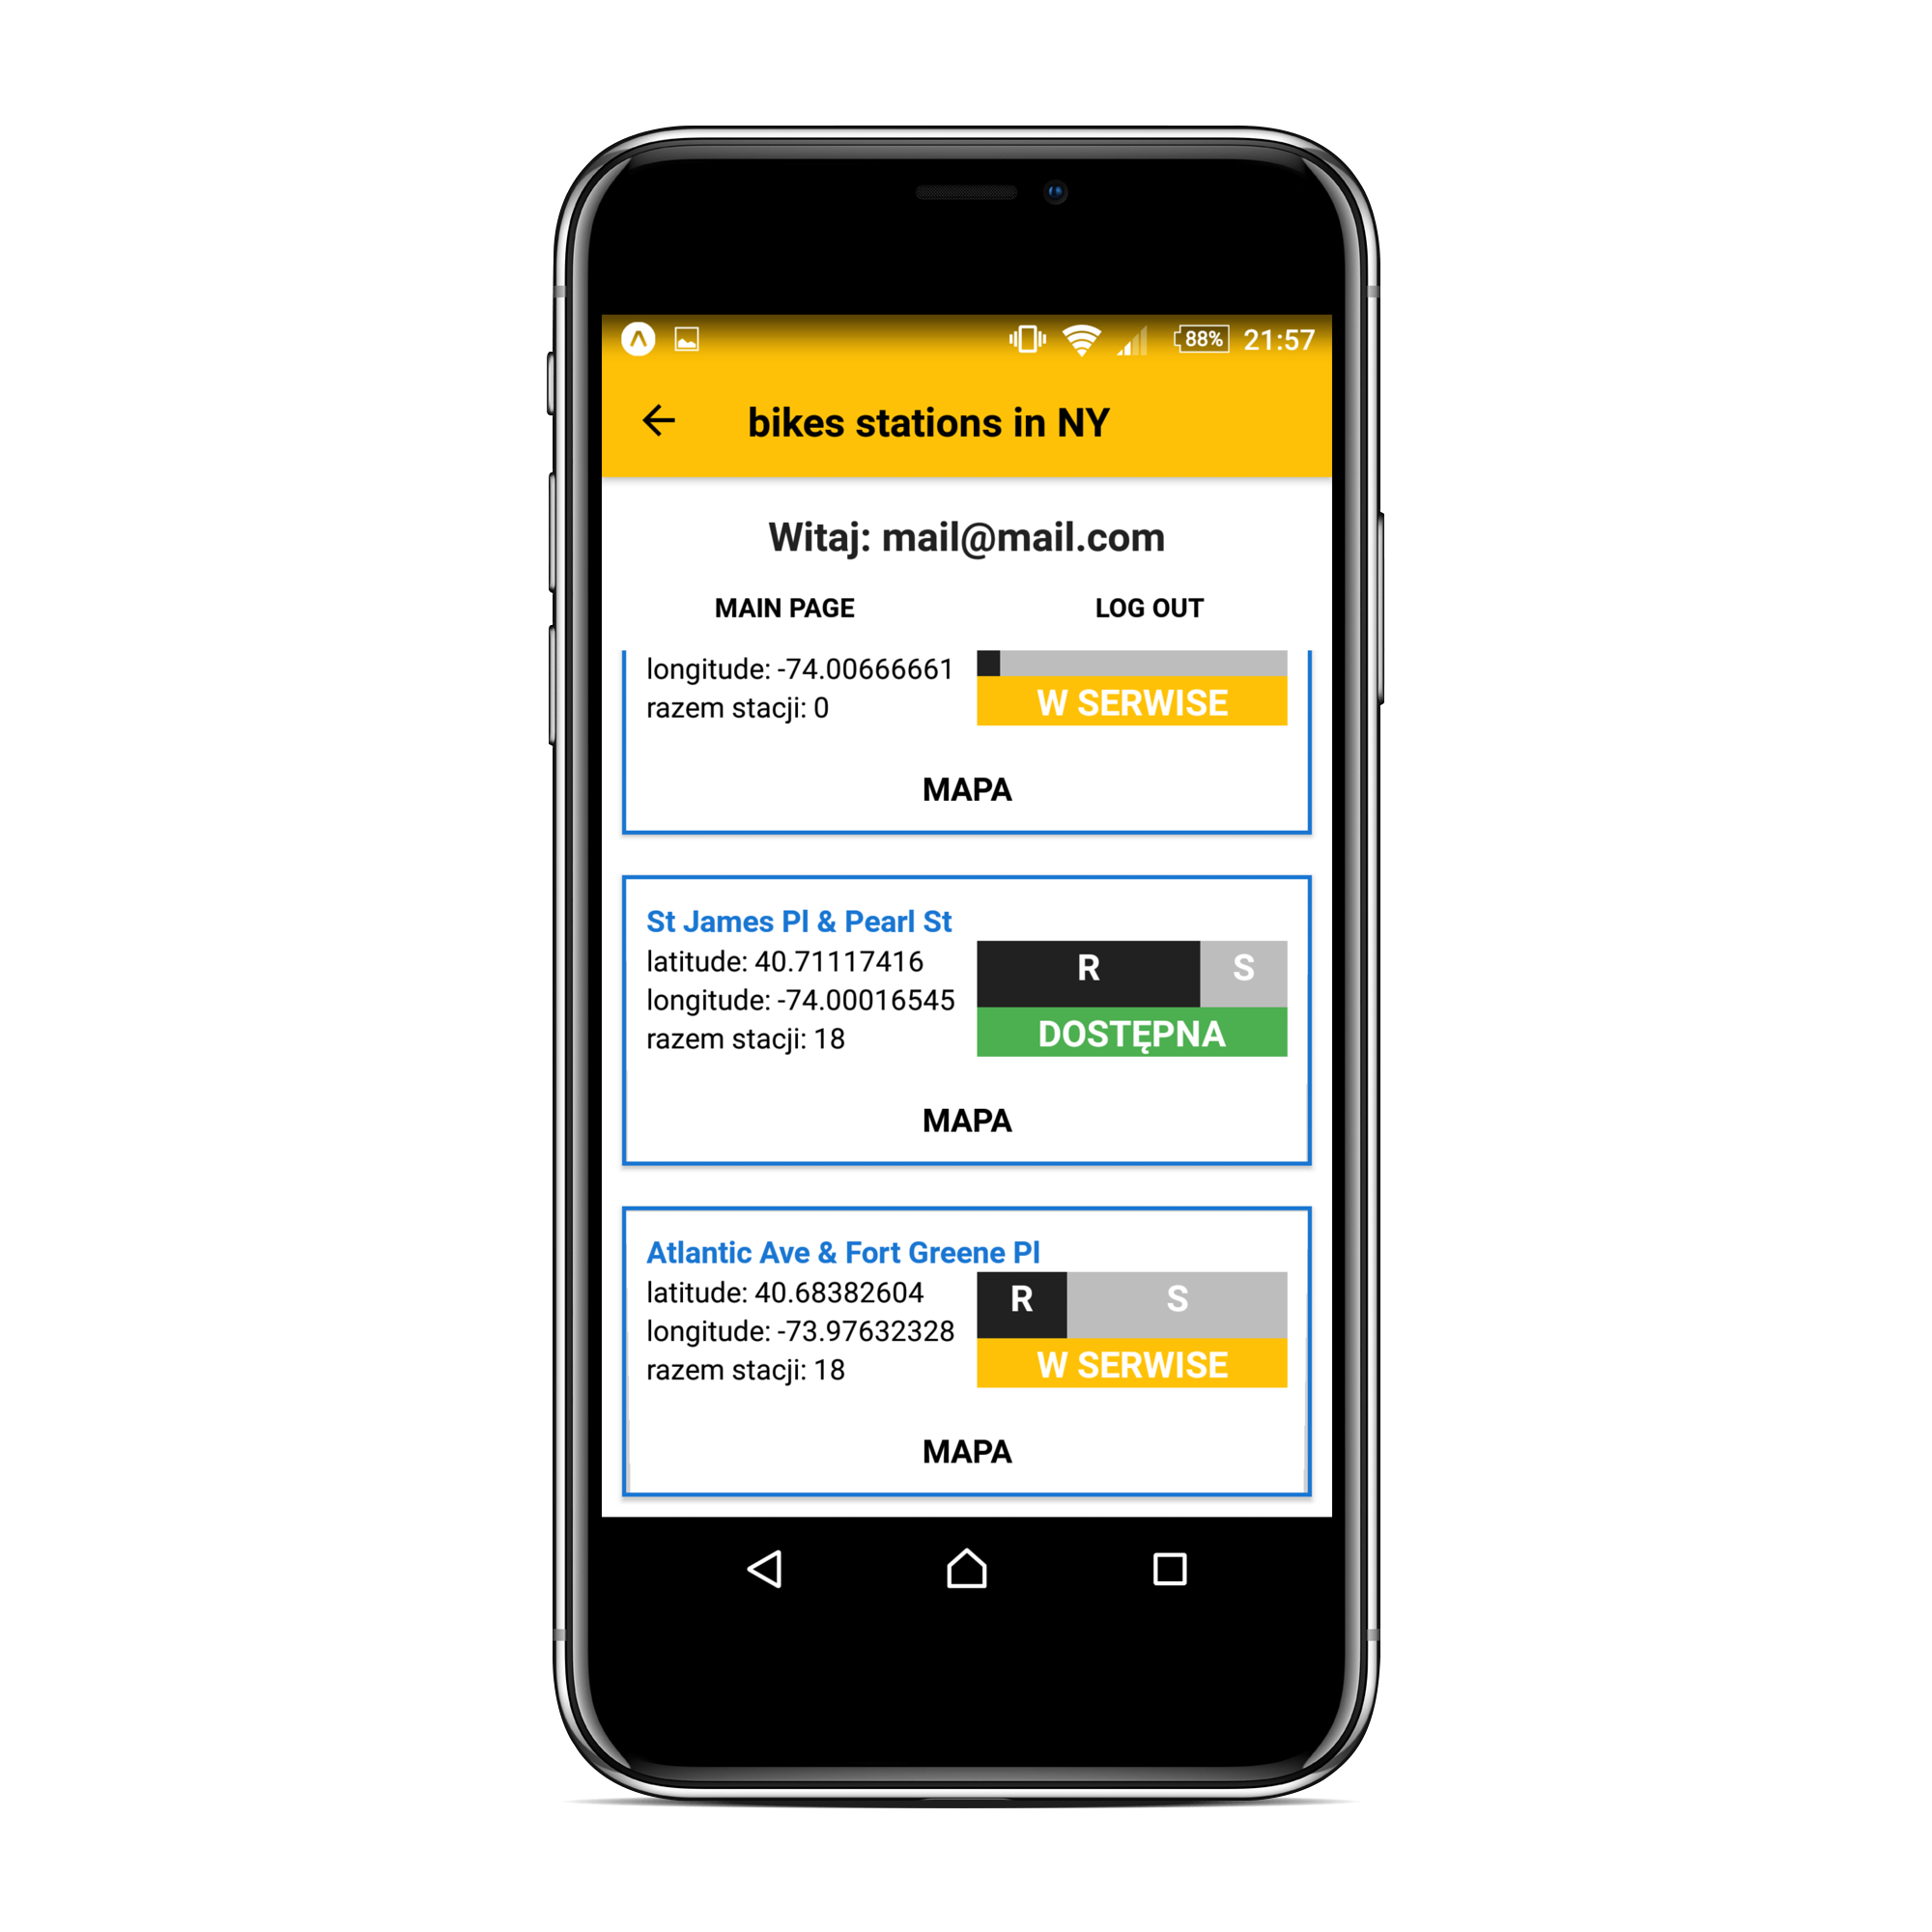 88% 21:57
bikes stations in NY
Witaj: mail@mail.com
MAIN PAGE LOG OUT
longitude: -74.00666661
razem stacji: 0
W SERWISE
MAPA
St James Pl & Pearl St
latitude: 40.71117416
longitude: -74.00016545
razem stacji: 18
R S
DOSTĘPNA
MAPA
Atlantic Ave & Fort Greene Pl
latitude: 40.68382604
longitude: -73.97632328
razem stacji: 18
R S
W SERWISE
MAPA